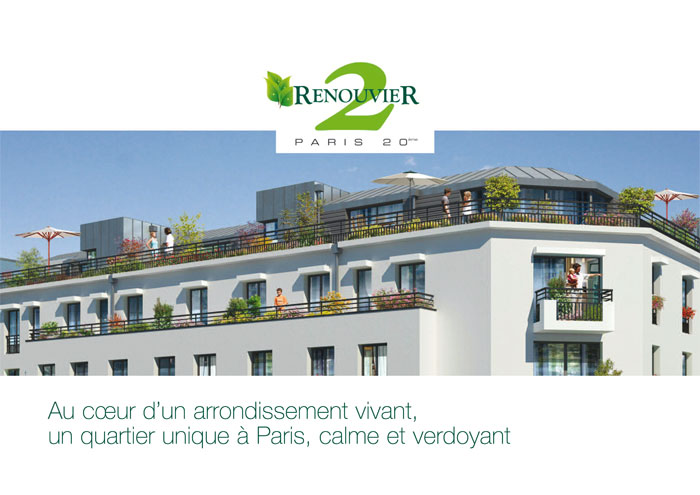 2
RENOUVIER
PARIS 20ème
Au cœur d'un arrondissement vivant,
un quartier unique à Paris, calme et verdoyant